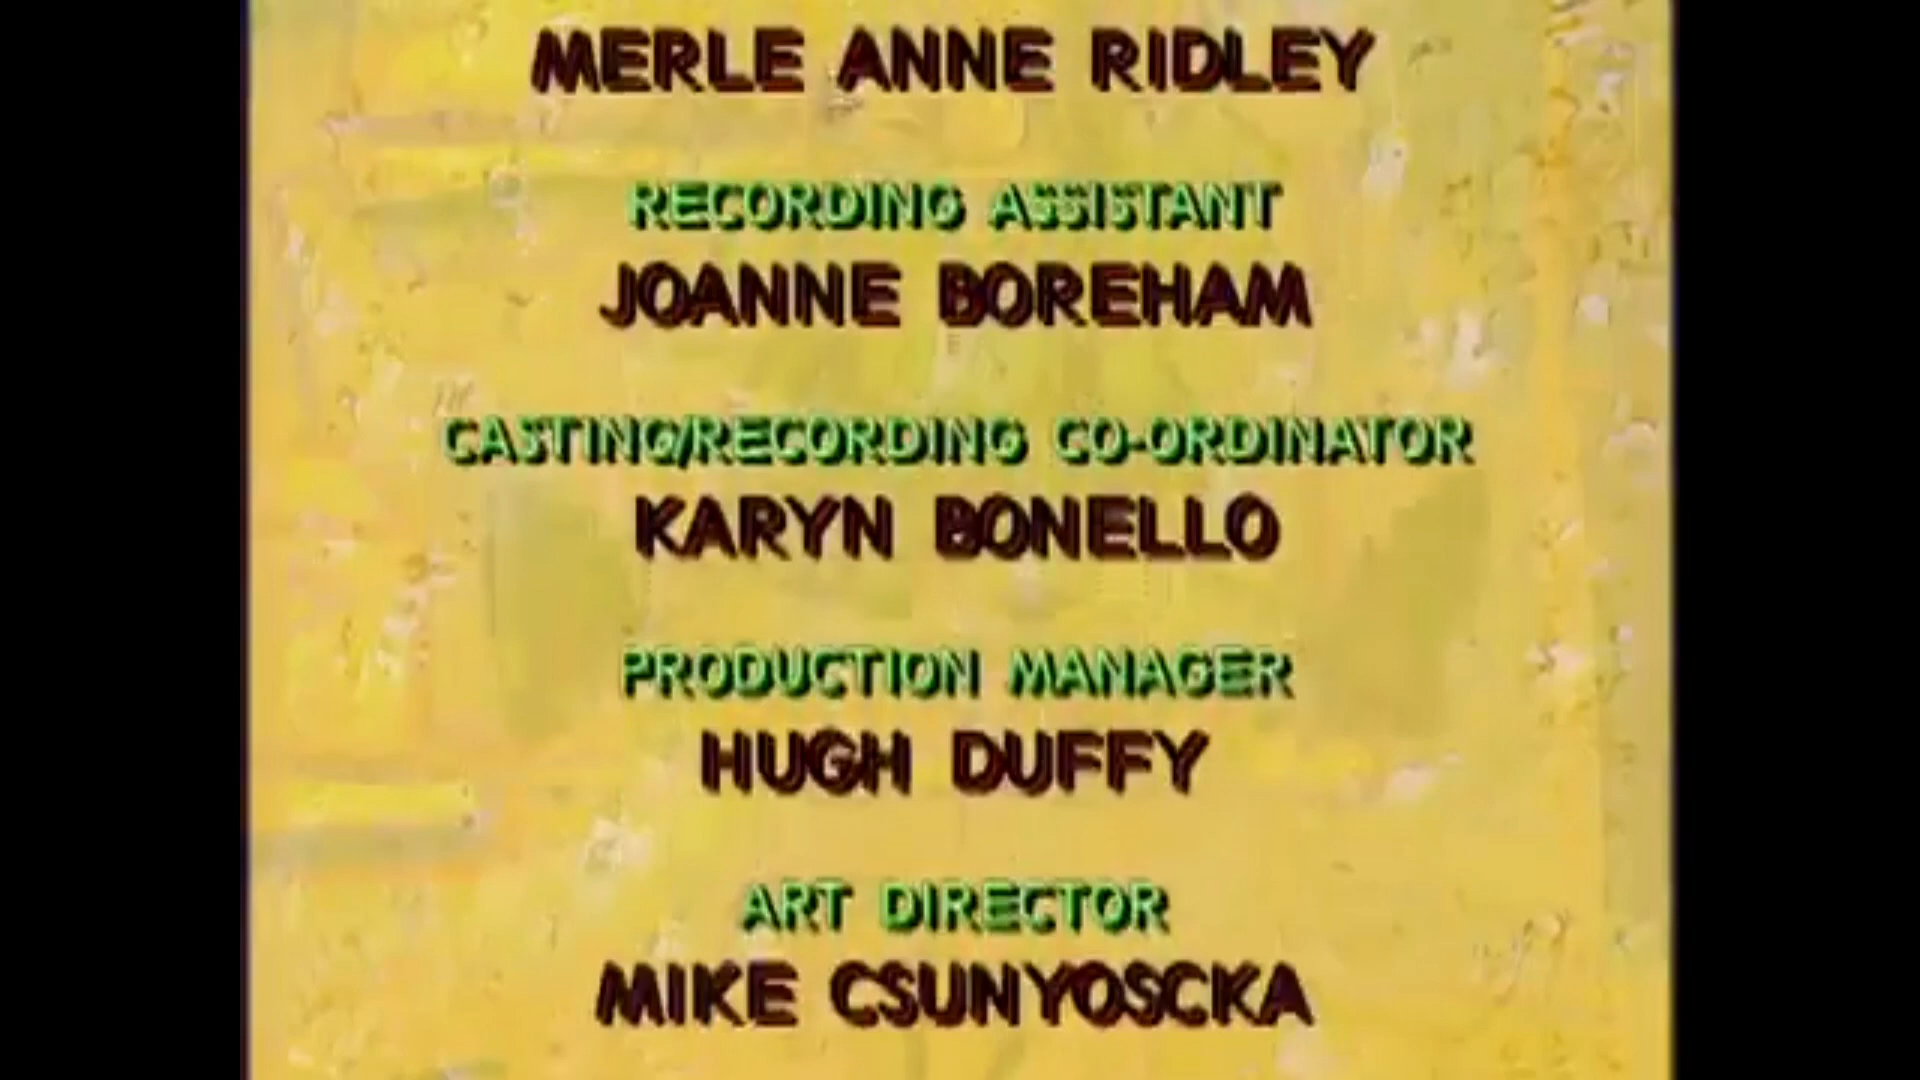 MERLE ANNE RIDLEY
RECORDING ASSISTANT
JOANNE BOREHAM
CASTING/RECORDING CO-ORDINATOR
KARYN BONELLO
PRODUCTION MANAGER
HUGH DUFFY
ART DIRECTOR
MIKE CSUNYOSCKA